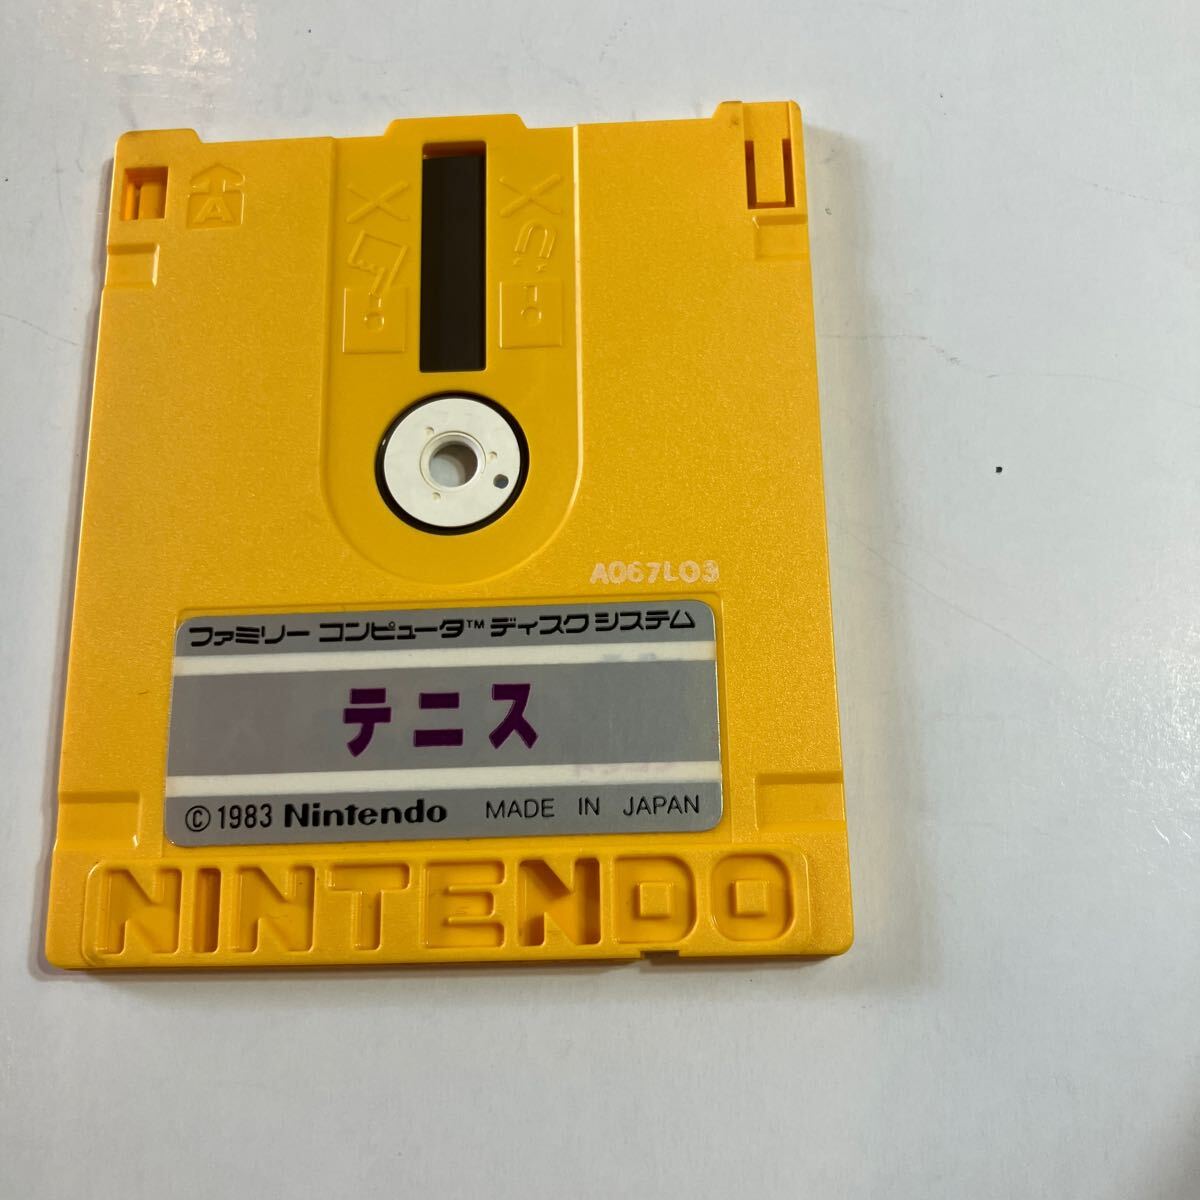 A
A067L03
ファミリー コンピュータ™ ディスク システム
テニス
© 1983 Nintendo MADE IN JAPAN
NINTENDO